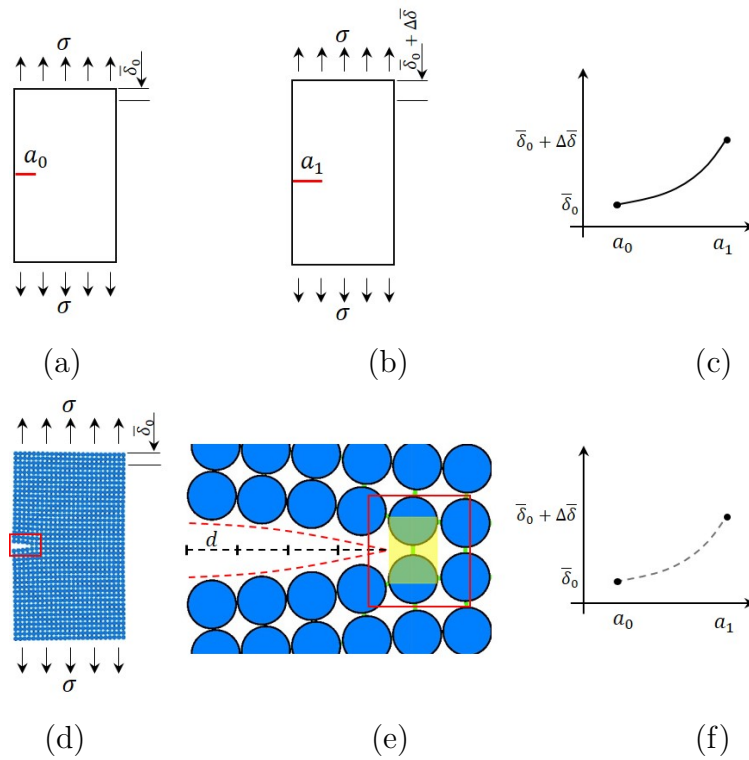 σ
δ̅₀
a₀
σ
(a)
σ
δ̅₀ + Δδ̅
a₁
σ
(b)
δ̅₀ + Δδ̅
δ̅₀
a₀
a₁
(c)
σ
δ̅₀
σ
(d)
d
(e)
δ̅₀ + Δδ̅
δ̅₀
a₀
a₁
(f)